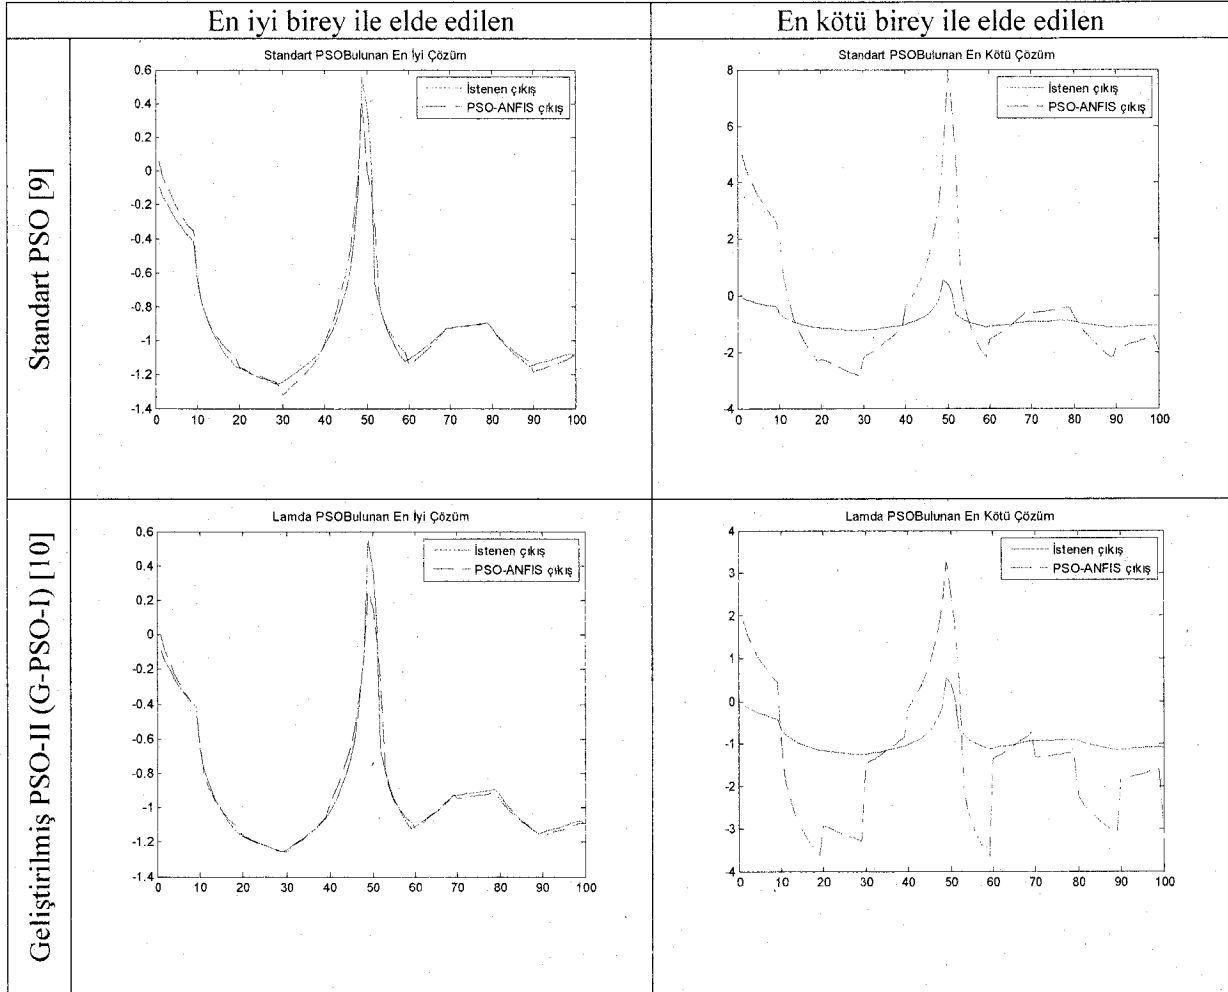 En iyi birey ile elde edilen
En kötü birey ile elde edilen
Standart PSO [9]
Standart PSOBulunan En İyi Çözüm
İstenen çıkış
PSO-ANFIS çıkış
0.6
0.4
0.2
0
-0.2
-0.4
-0.6
-0.8
-1
-1.2
-1.4
0 10 20 30 40 50 60 70 80 90 100
Standart PSOBulunan En Kötü Çözüm
İstenen çıkış
PSO-ANFIS çıkış
8
6
4
2
0
-2
-4
0 10 20 30 40 50 60 70 80 90 100
Geliştirilmiş PSO-II (G-PSO-I) [10]
Lamda PSOBulunan En İyi Çözüm
İstenen çıkış
PSO-ANFIS çıkış
0.6
0.4
0.2
0
-0.2
-0.4
-0.6
-0.8
-1
-1.2
-1.4
0 10 20 30 40 50 60 70 80 90 100
Lamda PSOBulunan En Kötü Çözüm
İstenen çıkış
PSO-ANFIS çıkış
4
3
2
1
0
-1
-2
-3
-4
0 10 20 30 40 50 60 70 80 90 100